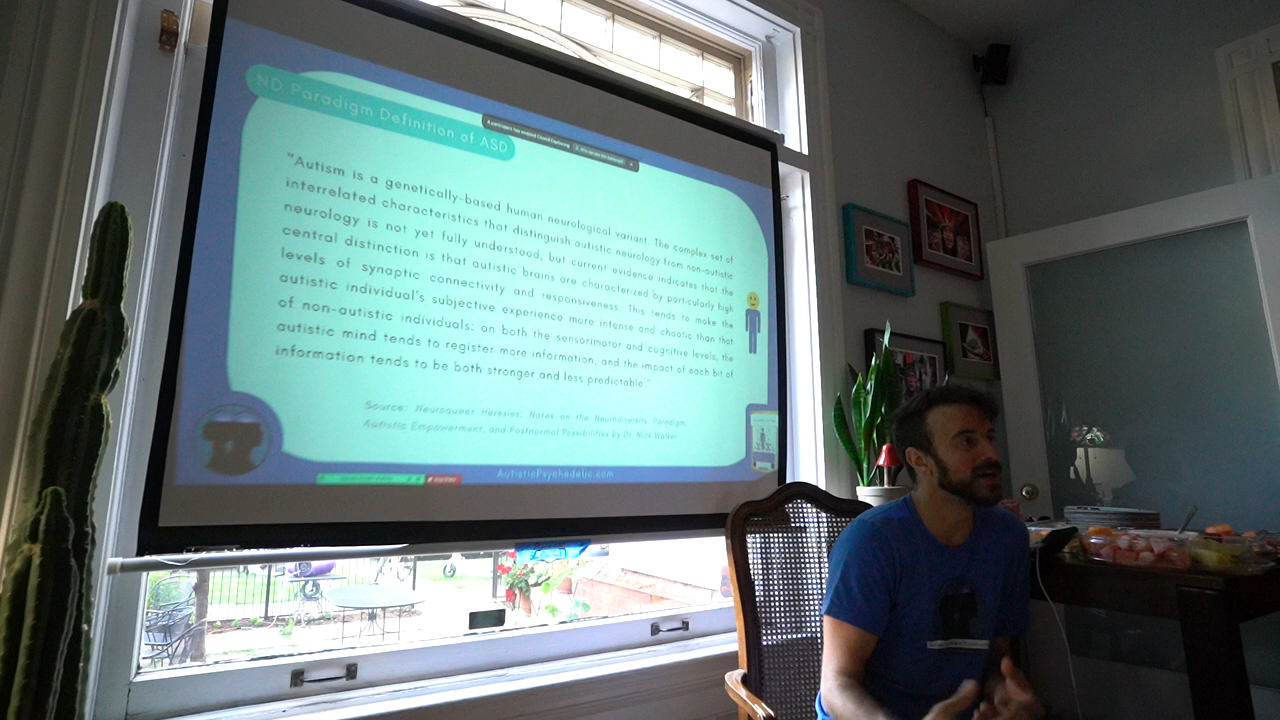 ND Paradigm Definition of ASD
A participant has enabled Closed Captioning
"Autism is a genetically-based human neurological variant. The complex set of
interrelated characteristics that distinguish autistic neurology from non-autistic
neurology is not yet fully understood, but current evidence indicates that the
central distinction is that autistic brains are characterized by particularly high
levels of synaptic connectivity and responsiveness. This tends to make the
autistic individual's subjective experience more intense and chaotic than that
of non-autistic individuals: on both the sensorimotor and cognitive levels, the
autistic mind tends to register more information, and the impact of each bit of
information tends to be both stronger and less predictable."
Source: Neuroqueer Heresies: Notes on the Neurodiversity Paradigm,
Autistic Empowerment, and Postnormal Possibilities by Dr. Nick Walker
AutisticPsychedelic.com